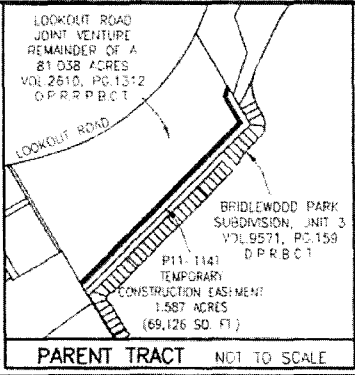 LOOKOUT ROAD
JOINT VENTURE
REMAINDER OF A
81.038 ACRES
VOL.2610, PG.1312
O.P.R.R.P.B.C.T.
LOOKOUT ROAD
BRIDLEWOOD PARK
SUBDIVISION, UNIT 3
VOL.9571, PG.159
D.P.R.B.C.T.
P11-1141
TEMPORARY
CONSTRUCTION EASEMENT
1.587 ACRES
(69,126 SQ. FT.)
PARENT TRACT NOT TO SCALE